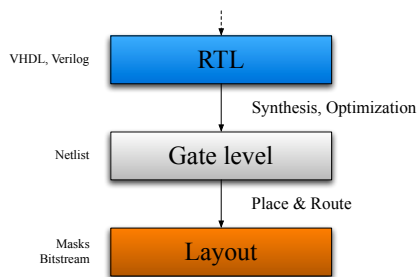 VHDL, Verilog
RTL
Synthesis, Optimization
Netlist
Gate level
Place & Route
Masks
Bitstream
Layout